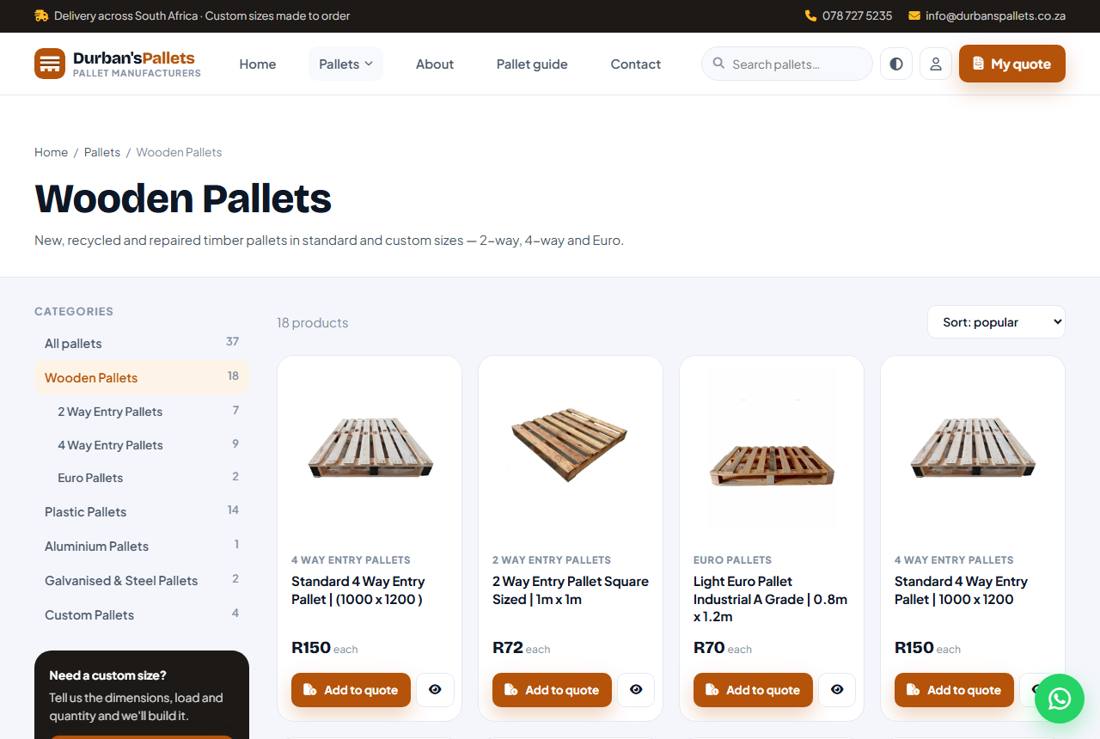 Delivery across South Africa · Custom sizes made to order
078 727 5235
info@durbanspallets.co.za
Durban'sPallets
PALLET MANUFACTURERS
Home
Pallets
About
Pallet guide
Contact
Search pallets...
My quote
Home / Pallets / Wooden Pallets
Wooden Pallets
New, recycled and repaired timber pallets in standard and custom sizes — 2-way, 4-way and Euro.
CATEGORIES
All pallets 37
Wooden Pallets 18
2 Way Entry Pallets 7
4 Way Entry Pallets 9
Euro Pallets 2
Plastic Pallets 14
Aluminium Pallets 1
Galvanised & Steel Pallets 2
Custom Pallets 4
Need a custom size?
Tell us the dimensions, load and
quantity and we'll build it.
18 products
Sort: popular
4 WAY ENTRY PALLETS
Standard 4 Way Entry
Pallet | (1000 x 1200 )
R150 each
Add to quote
2 WAY ENTRY PALLETS
2 Way Entry Pallet Square
Sized | 1m x 1m
R72 each
Add to quote
EURO PALLETS
Light Euro Pallet
Industrial A Grade | 0.8m
x 1.2m
R70 each
Add to quote
4 WAY ENTRY PALLETS
Standard 4 Way Entry
Pallet | 1000 x 1200
R150 each
Add to quote